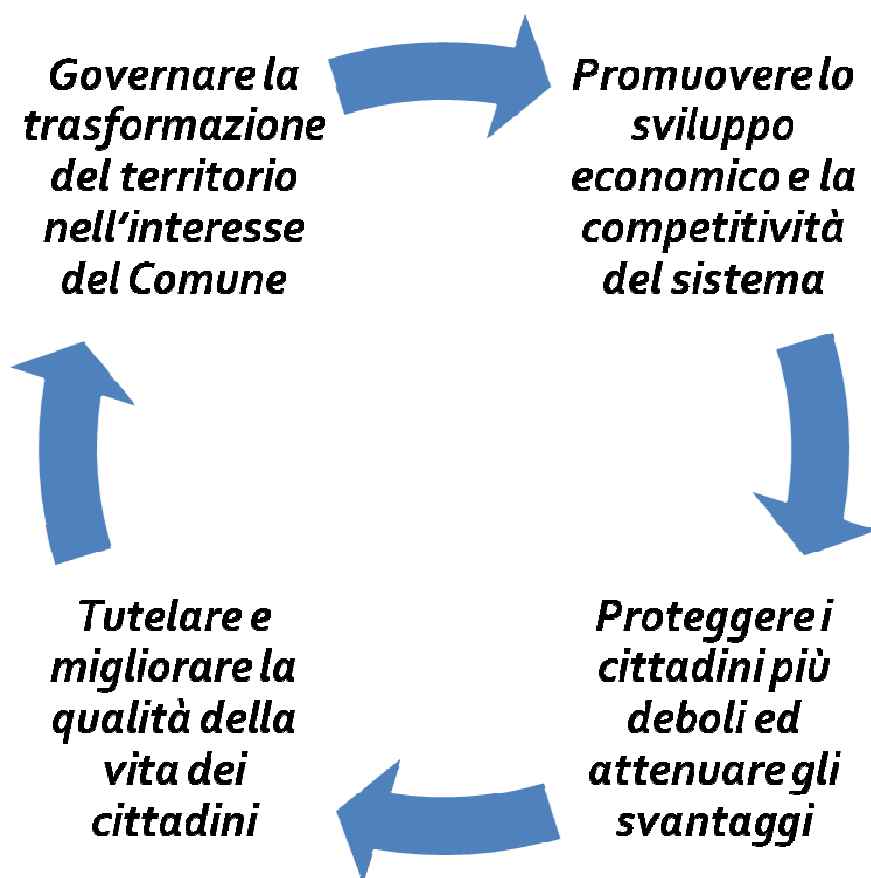 Governare la
trasformazione
del territorio
nell'interesse
del Comune
Promuovere lo
sviluppo
economico e la
competitività
del sistema
Proteggere i
cittadini più
deboli ed
attenuare gli
svantaggi
Tutelare e
migliorare la
qualità della
vita dei
cittadini